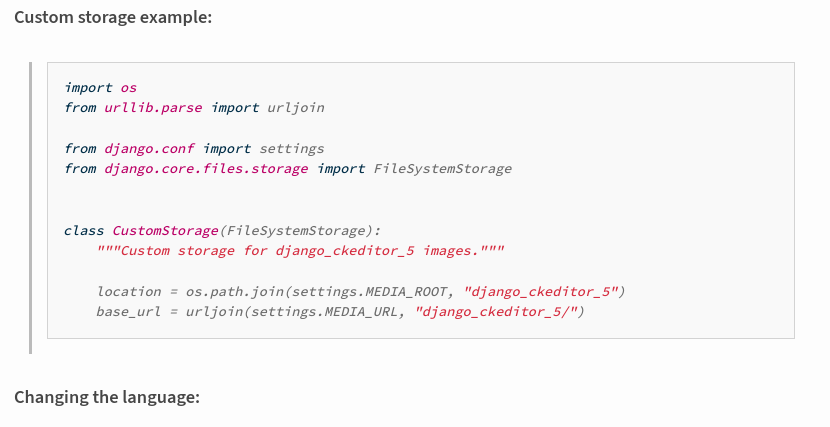 Custom storage example:
import os
from urllib.parse import urljoin
from django.conf import settings
from django.core.files.storage import FileSystemStorage
class CustomStorage(FileSystemStorage):
    """Custom storage for django_ckeditor_5 images."""
    location = os.path.join(settings.MEDIA_ROOT, "django_ckeditor_5")
    base_url = urljoin(settings.MEDIA_URL, "django_ckeditor_5/")
Changing the language: